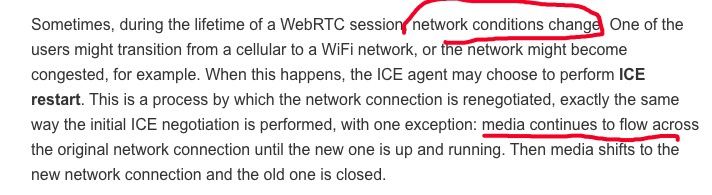 Sometimes, during the lifetime of a WebRTC session, network conditions change. One of the
users might transition from a cellular to a WiFi network, or the network might become
congested, for example. When this happens, the ICE agent may choose to perform ICE
restart. This is a process by which the network connection is renegotiated, exactly the same
way the initial ICE negotiation is performed, with one exception: media continues to flow across
the original network connection until the new one is up and running. Then media shifts to the
new network connection and the old one is closed.